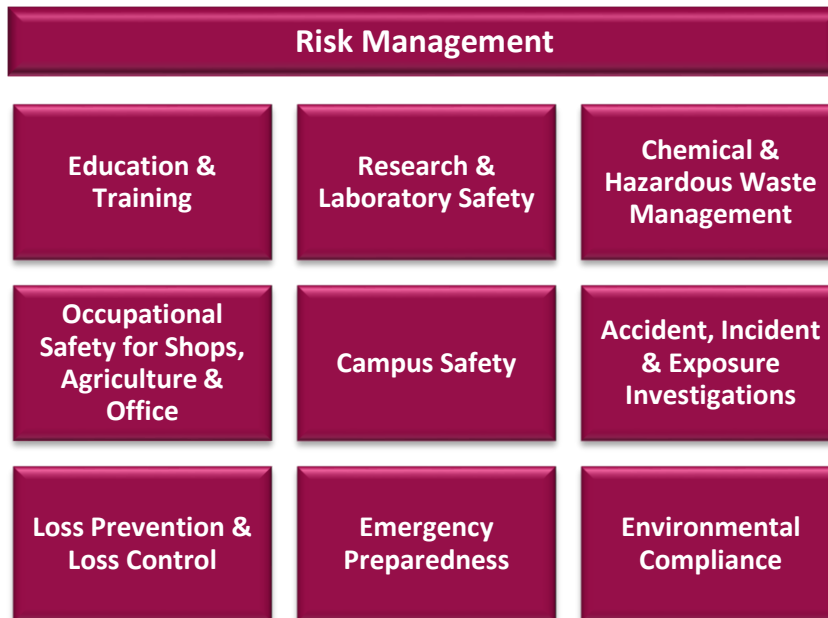 Risk Management
Education &
Training
Research &
Laboratory Safety
Chemical &
Hazardous Waste
Management
Occupational
Safety for Shops,
Agriculture &
Office
Campus Safety
Accident, Incident
& Exposure
Investigations
Loss Prevention &
Loss Control
Emergency
Preparedness
Environmental
Compliance